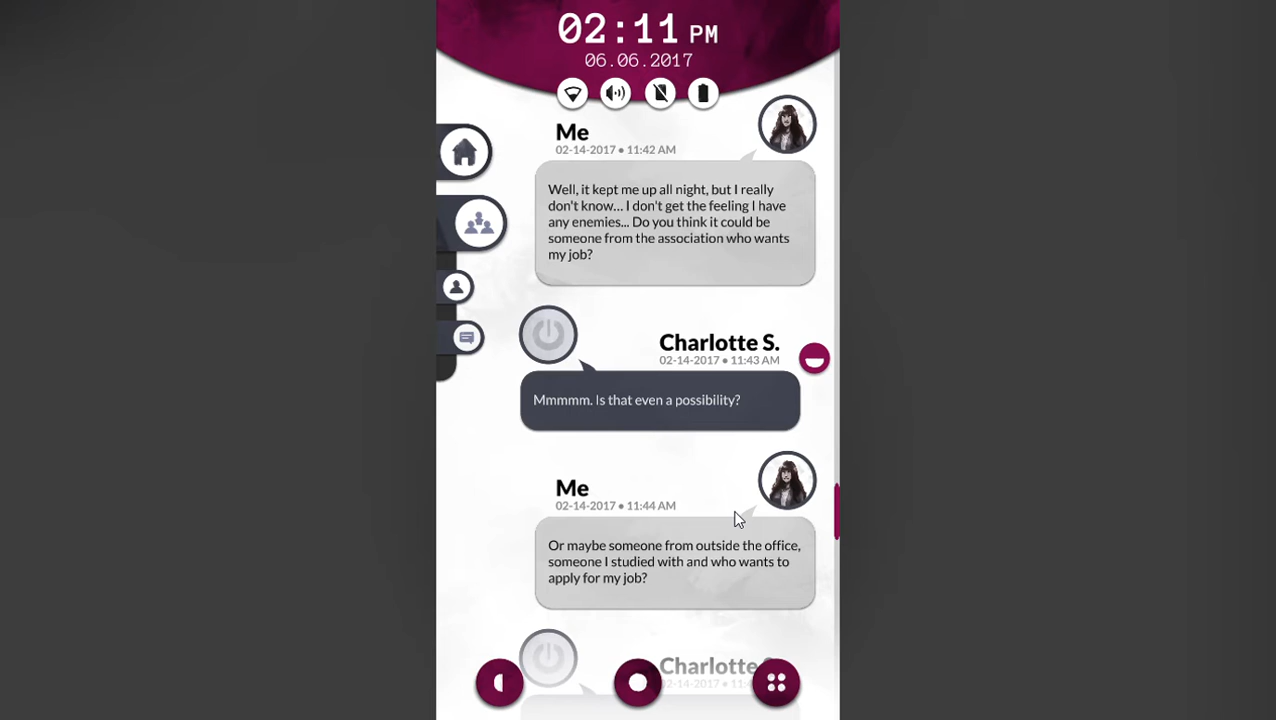 02:11 PM
06.06.2017
Me
02-14-2017 • 11:42 AM
Well, it kept me up all night, but I really
don't know... I don't get the feeling I have
any enemies... Do you think it could be
someone from the association who wants
my job?
Charlotte S.
02-14-2017 • 11:43 AM
Mmmmm. Is that even a possibility?
Me
02-14-2017 • 11:44 AM
Or maybe someone from outside the office,
someone I studied with and who wants to
apply for my job?
Charlotte